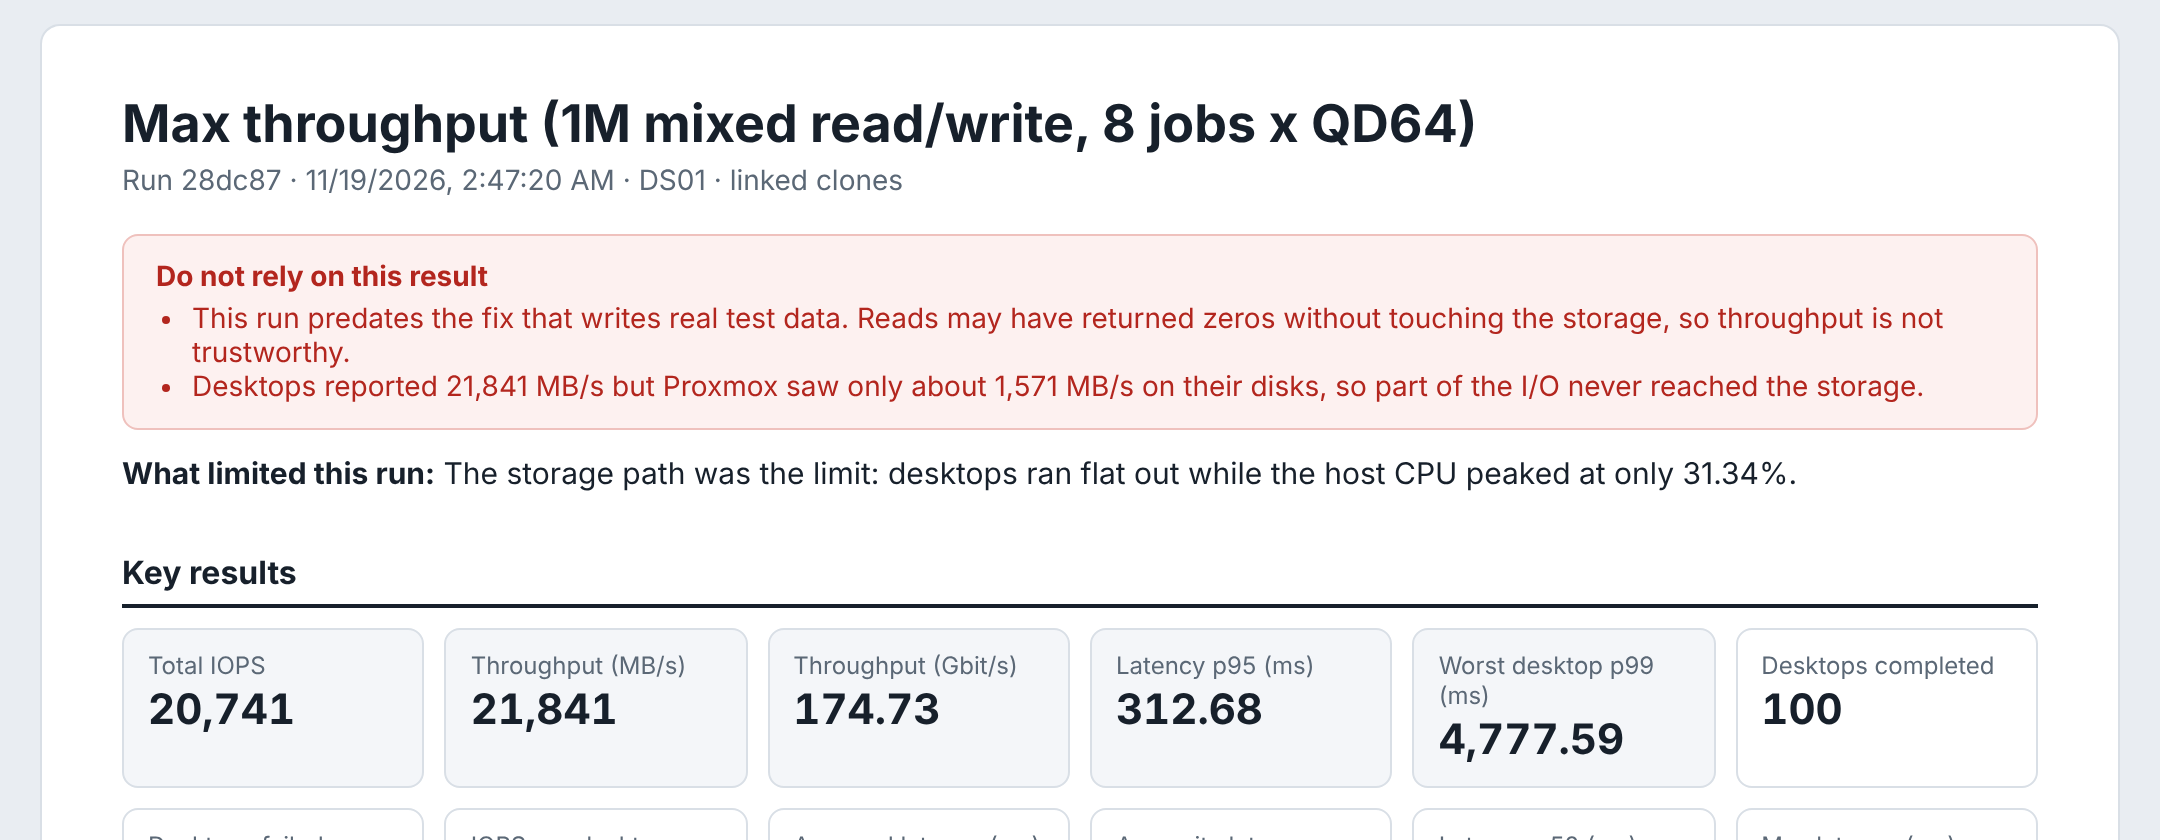 Max throughput (1M mixed read/write, 8 jobs x QD64)
Run 28dc87 · 11/19/2026, 2:47:20 AM · DS01 · linked clones
Do not rely on this result
• This run predates the fix that writes real test data. Reads may have returned zeros without touching the storage, so throughput is not
trustworthy.
• Desktops reported 21,841 MB/s but Proxmox saw only about 1,571 MB/s on their disks, so part of the I/O never reached the storage.
What limited this run: The storage path was the limit: desktops ran flat out while the host CPU peaked at only 31.34%.
Key results
Total IOPS
20,741
Throughput (MB/s)
21,841
Throughput (Gbit/s)
174.73
Latency p95 (ms)
312.68
Worst desktop p99
(ms)
4,777.59
Desktops completed
100